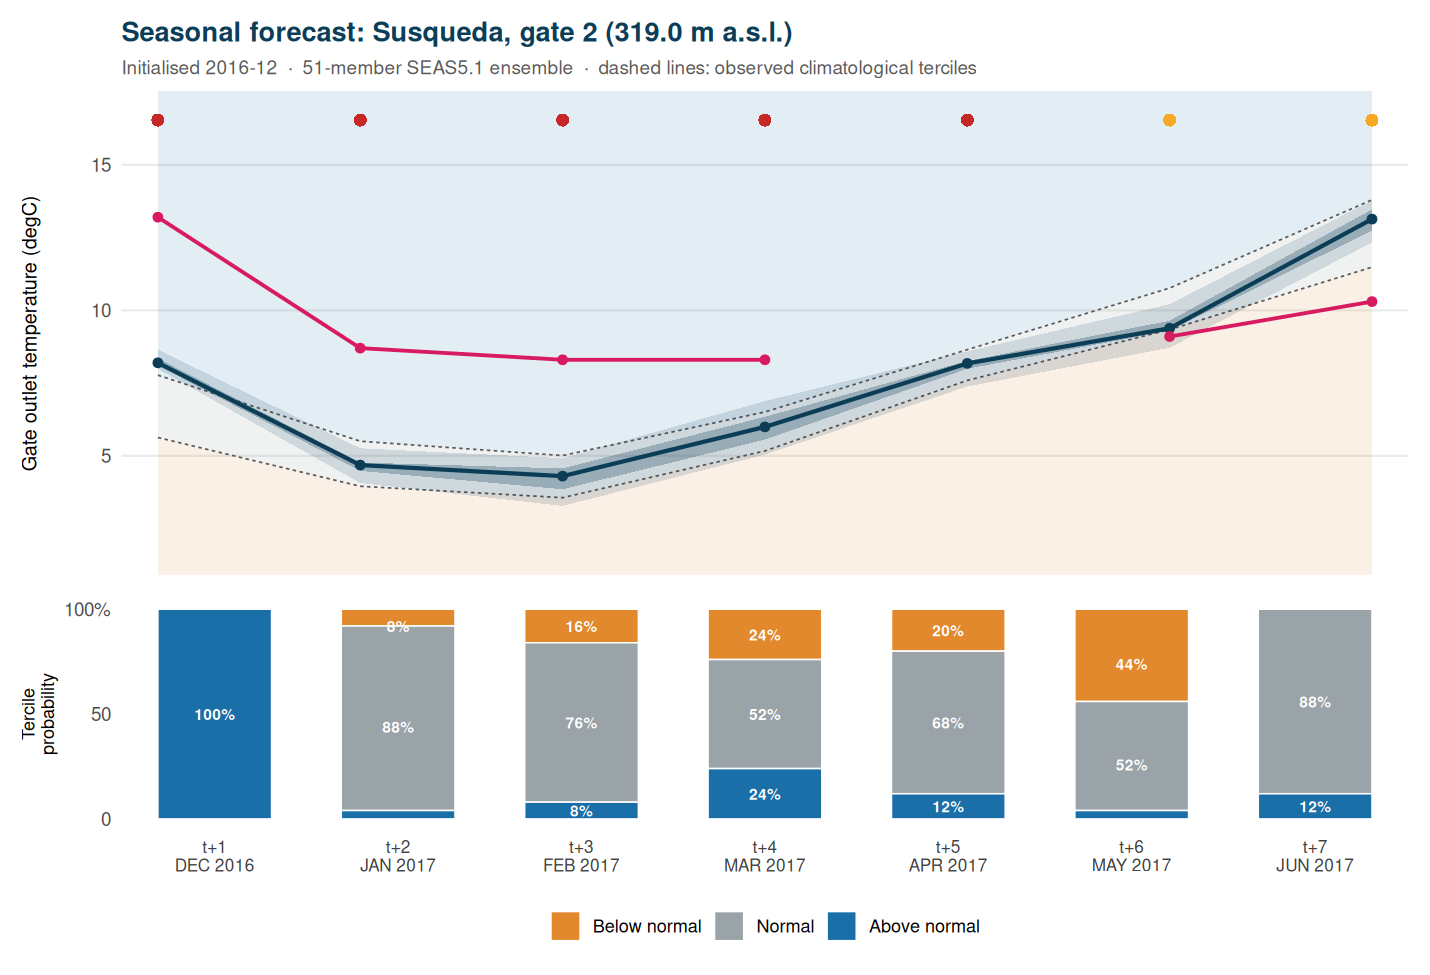 Seasonal forecast: Susqueda, gate 2 (319.0 m a.s.l.)
Initialised 2016-12 · 51-member SEAS5.1 ensemble · dashed lines: observed climatological terciles
Gate outlet temperature (degC)
15
10
5
Tercile
probability
100%
50
0
100%
8%
88%
16%
76%
8%
24%
52%
24%
20%
68%
12%
44%
52%
88%
12%
t+1
DEC 2016
t+2
JAN 2017
t+3
FEB 2017
t+4
MAR 2017
t+5
APR 2017
t+6
MAY 2017
t+7
JUN 2017
Below normal
Normal
Above normal